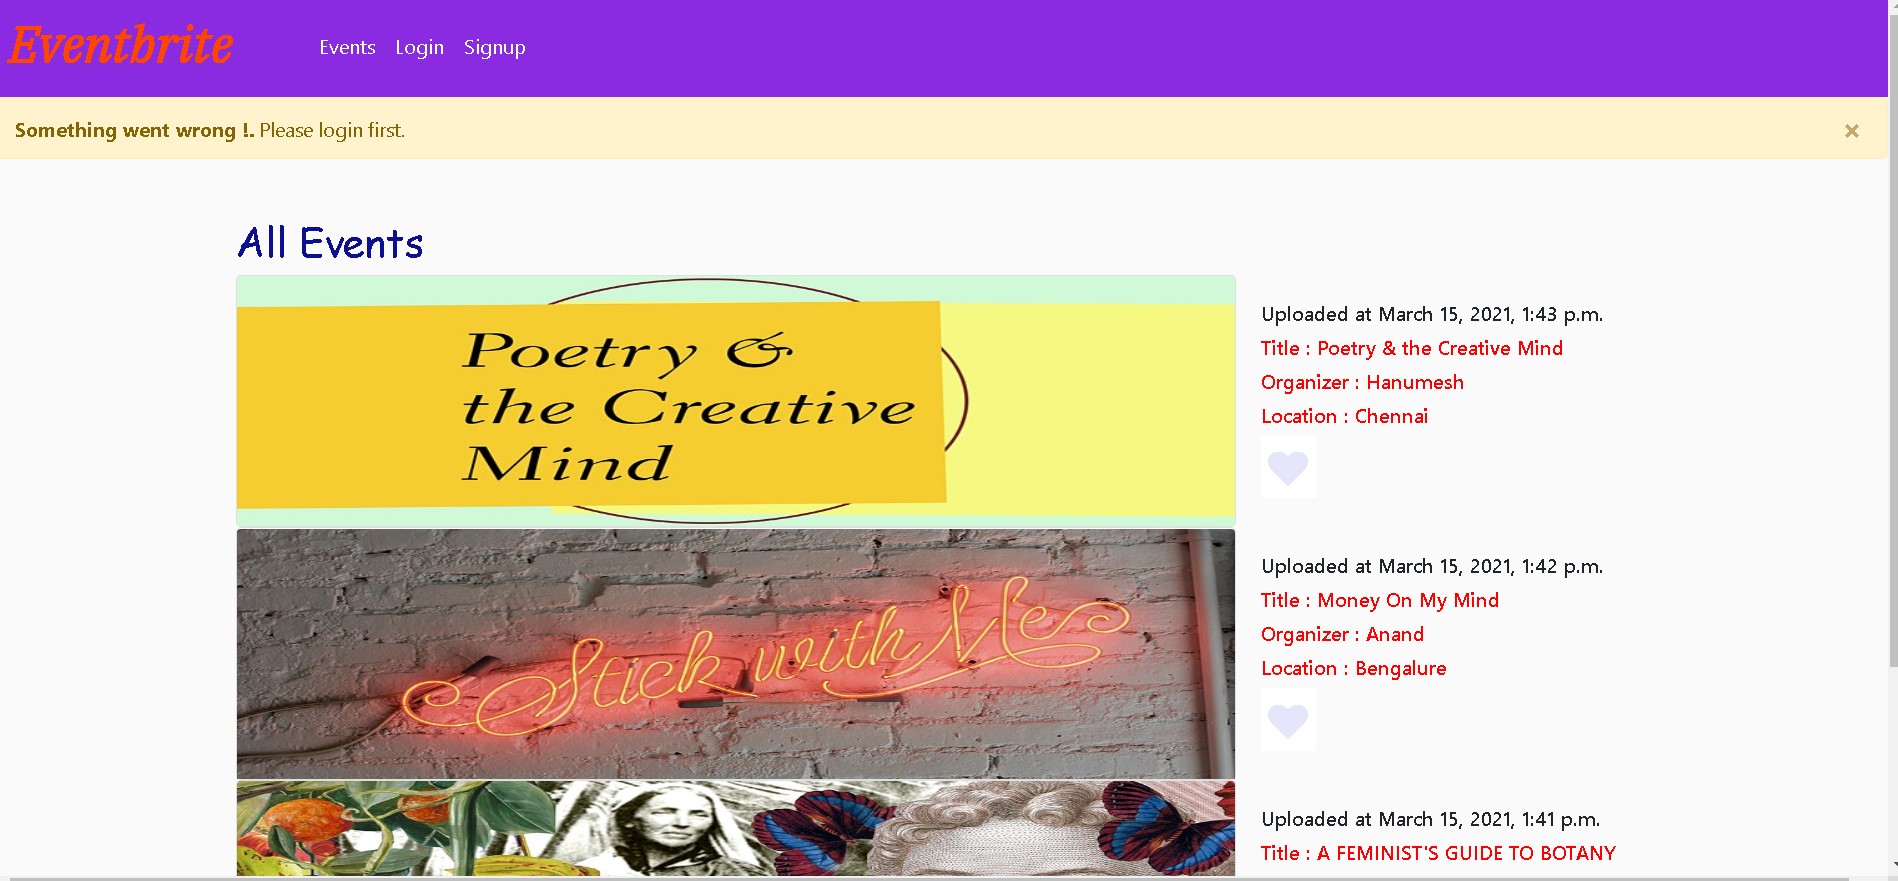 Eventbrite
Events Login Signup
Something went wrong !. Please login first.
×
All Events
Poetry &
the Creative
Mind
Uploaded at March 15, 2021, 1:43 p.m.
Title : Poetry & the Creative Mind
Organizer : Hanumesh
Location : Chennai
Stick with Me
Uploaded at March 15, 2021, 1:42 p.m.
Title : Money On My Mind
Organizer : Anand
Location : Bengalure
Uploaded at March 15, 2021, 1:41 p.m.
Title : A FEMINIST'S GUIDE TO BOTANY